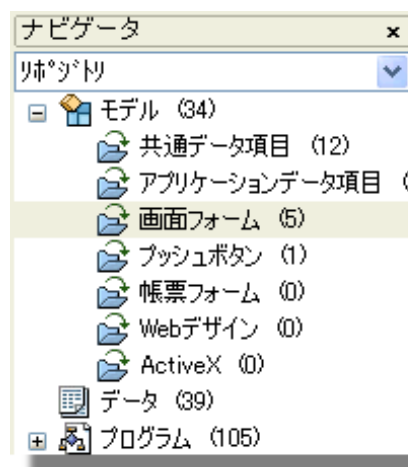 ナビゲータ
ﾘﾎﾟｼﾞﾄﾘ
モデル (34)
共通データ項目 (12)
アプリケーションデータ項目 (
画面フォーム (5)
プッシュボタン (1)
帳票フォーム (0)
Webデザイン (0)
ActiveX (0)
データ (39)
プログラム (105)